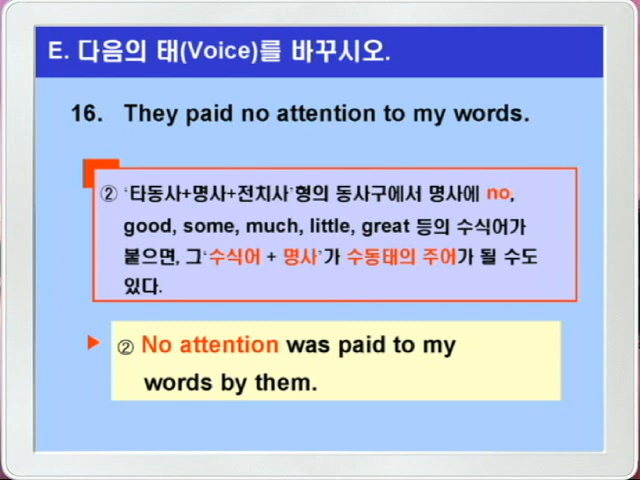 E. 다음의 태(Voice)를 바꾸시오.
16. They paid no attention to my words.
② ‘타동사+명사+전치사’형의 동사구에서 명사에 no,
good, some, much, little, great 등의 수식어가
붙으면, 그‘수식어 + 명사’가 수동태의 주어가 될 수도
있다.
② No attention was paid to my
words by them.